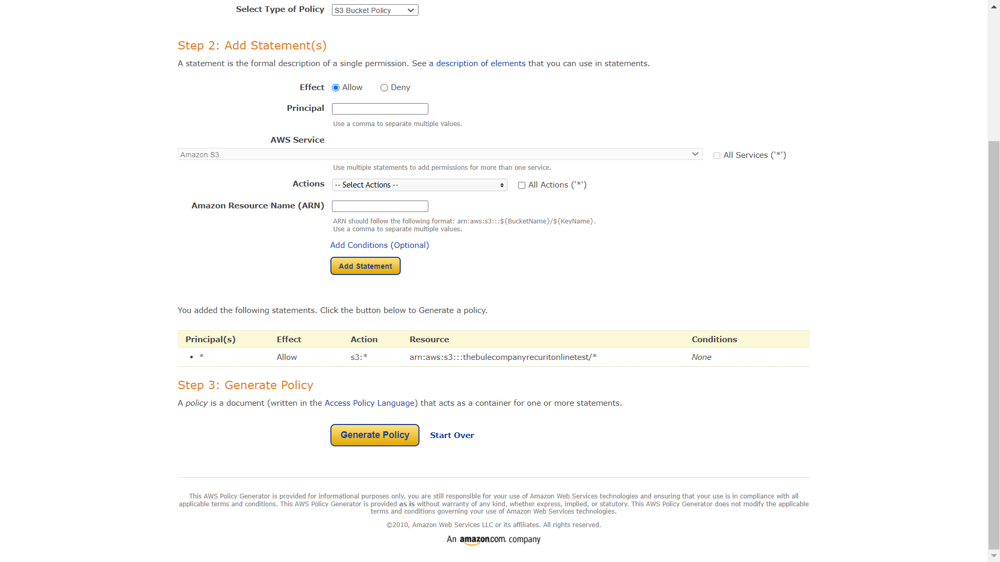 Select Type of Policy S3 Bucket Policy
Step 2: Add Statement(s)
A statement is the formal description of a single permission. See a description of elements that you can use in statements.
Effect Allow Deny
Principal
Use a comma to separate multiple values.
AWS Service
Amazon S3 All Services ('*')
Use multiple statements to add permissions for more than one service.
Actions -- Select Actions -- All Actions ('*')
Amazon Resource Name (ARN)
ARN should follow the following format: arn:aws:s3:::${BucketName}/${KeyName}.
Use a comma to separate multiple values.
Add Conditions (Optional)
Add Statement
You added the following statements. Click the button below to Generate a policy.
Principal(s) Effect Action Resource Conditions
• * Allow s3:* arn:aws:s3:::thebulecompanyrecuritonlinetest/* None
Step 3: Generate Policy
A policy is a document (written in the Access Policy Language) that acts as a container for one or more statements.
Generate Policy Start Over
This AWS Policy Generator is provided for informational purposes only, you are still responsible for your use of Amazon Web Services technologies and ensuring that your use is in compliance with all
applicable terms and conditions. This AWS Policy Generator is provided as is without warranty of any kind, whether express, implied, or statutory. This AWS Policy Generator does not modify the applicable
terms and conditions governing your use of Amazon Web Services technologies.
©2010, Amazon Web Services LLC or its affiliates. All rights reserved.
An amazon.com. company